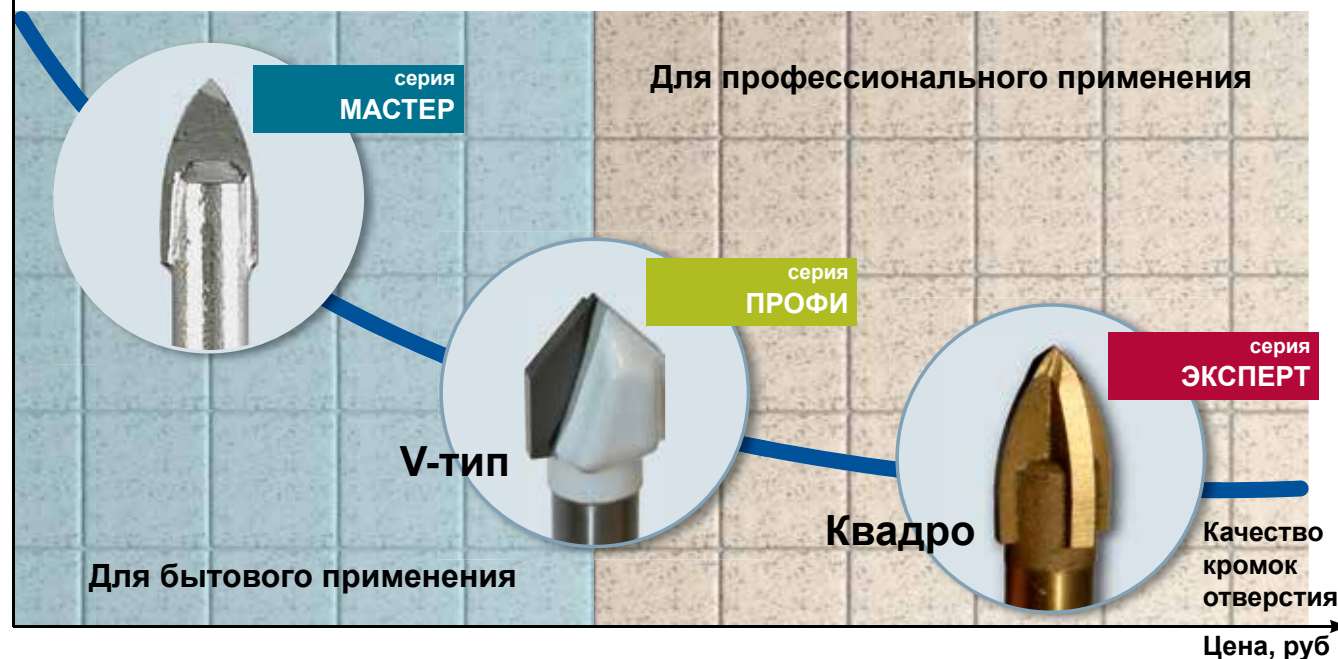 серия
МАСТЕР
Для профессионального применения
серия
ПРОФИ
V-тип
серия
ЭКСПЕРТ
Квадро
Для бытового применения
Качество
кромок
отверстия
Цена, руб